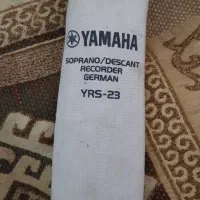 YAMAHA
SOPRANO/DESCANT
RECORDER
GERMAN
YRS-23